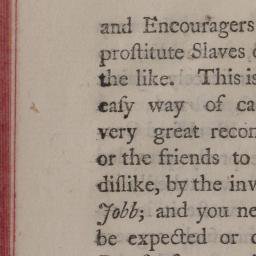 and Encouragers
proſtitute Slaves
the like. This is
eaſy way of ca
very great recom
or the friends to
diſlike, by the inv
Jobb; and you ne
be expected or